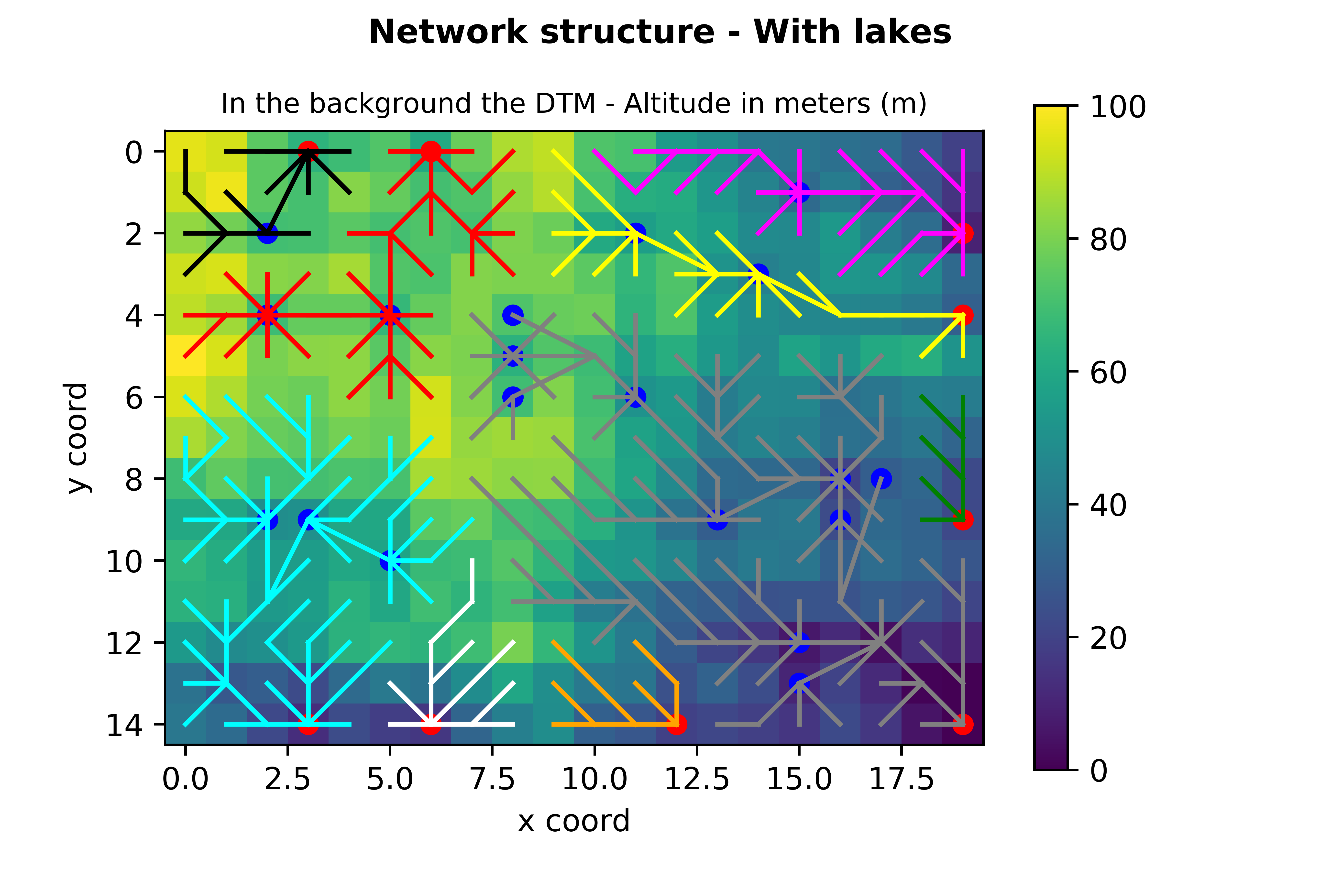 Network structure - With lakes
In the background the DTM - Altitude in meters (m)
0
2
4
6
8
10
12
14
y coord
0.0 2.5 5.0 7.5 10.0 12.5 15.0 17.5
x coord
100
80
60
40
20
0